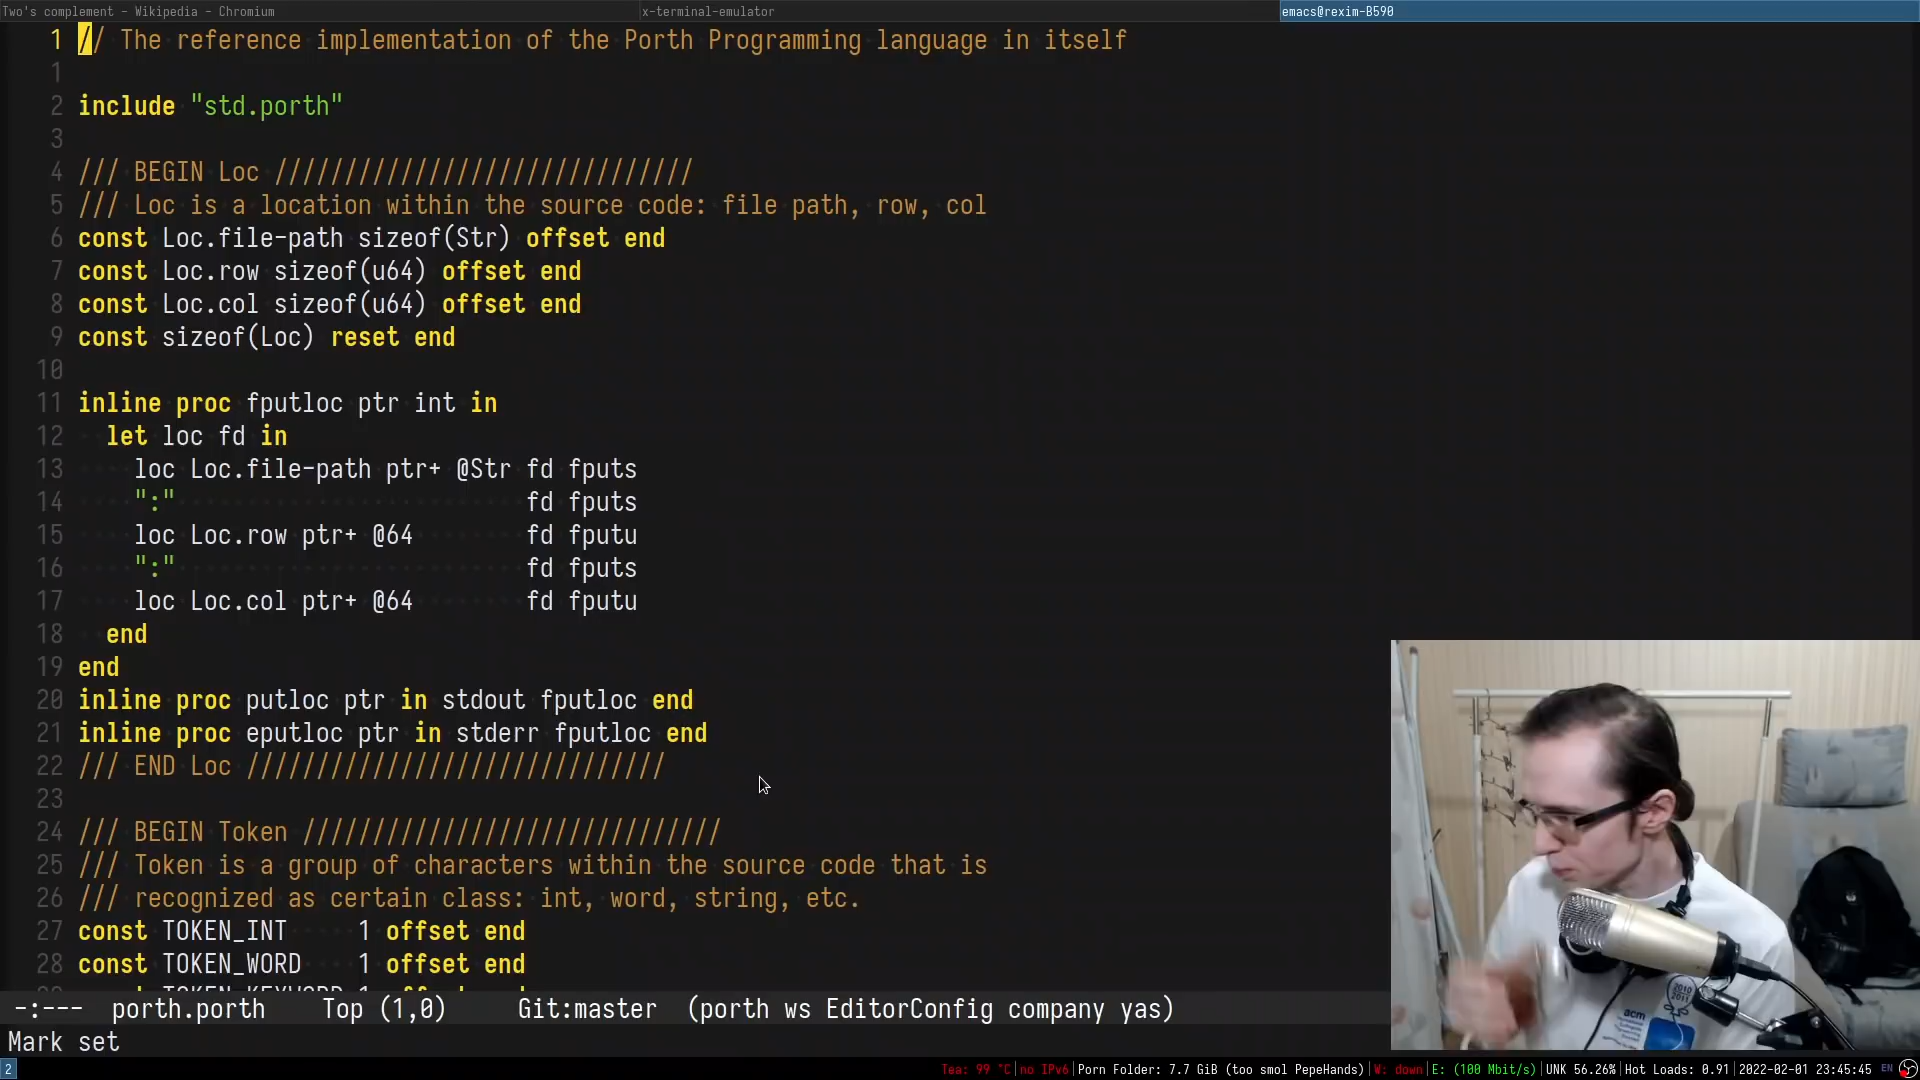 Two's complement - Wikipedia - Chromium
x-terminal-emulator
emacs@rexim-B590
1 // The reference implementation of the Porth Programming language in itself
1
2 include "std.porth"
3
4 /// BEGIN Loc //////////////////////////////
5 /// Loc is a location within the source code: file path, row, col
6 const Loc.file-path sizeof(Str) offset end
7 const Loc.row sizeof(u64) offset end
8 const Loc.col sizeof(u64) offset end
9 const sizeof(Loc) reset end
10
11 inline proc fputloc ptr int in
12   let loc fd in
13     loc Loc.file-path ptr+ @Str fd fputs
14     ":"                         fd fputs
15     loc Loc.row ptr+ @64        fd fputu
16     ":"                         fd fputs
17     loc Loc.col ptr+ @64        fd fputu
18   end
19 end
20 inline proc putloc ptr in stdout fputloc end
21 inline proc eputloc ptr in stderr fputloc end
22 /// END Loc //////////////////////////////
23
24 /// BEGIN Token //////////////////////////////
25 /// Token is a group of characters within the source code that is
26 /// recognized as certain class: int, word, string, etc.
27 const TOKEN_INT     1 offset end
28 const TOKEN_WORD    1 offset end
-:--- porth.porth Top (1,0) Git:master (porth ws EditorConfig company yas)
Mark set
2010
2011
acm
2 Tea: 99 °C|no IPv6|Porn Folder: 7.7 GiB (too smol PepeHands)|W: down|E: (100 Mbit/s)|UNK 56.26%|Hot Loads: 0.91|2022-02-01 23:45:45 EN